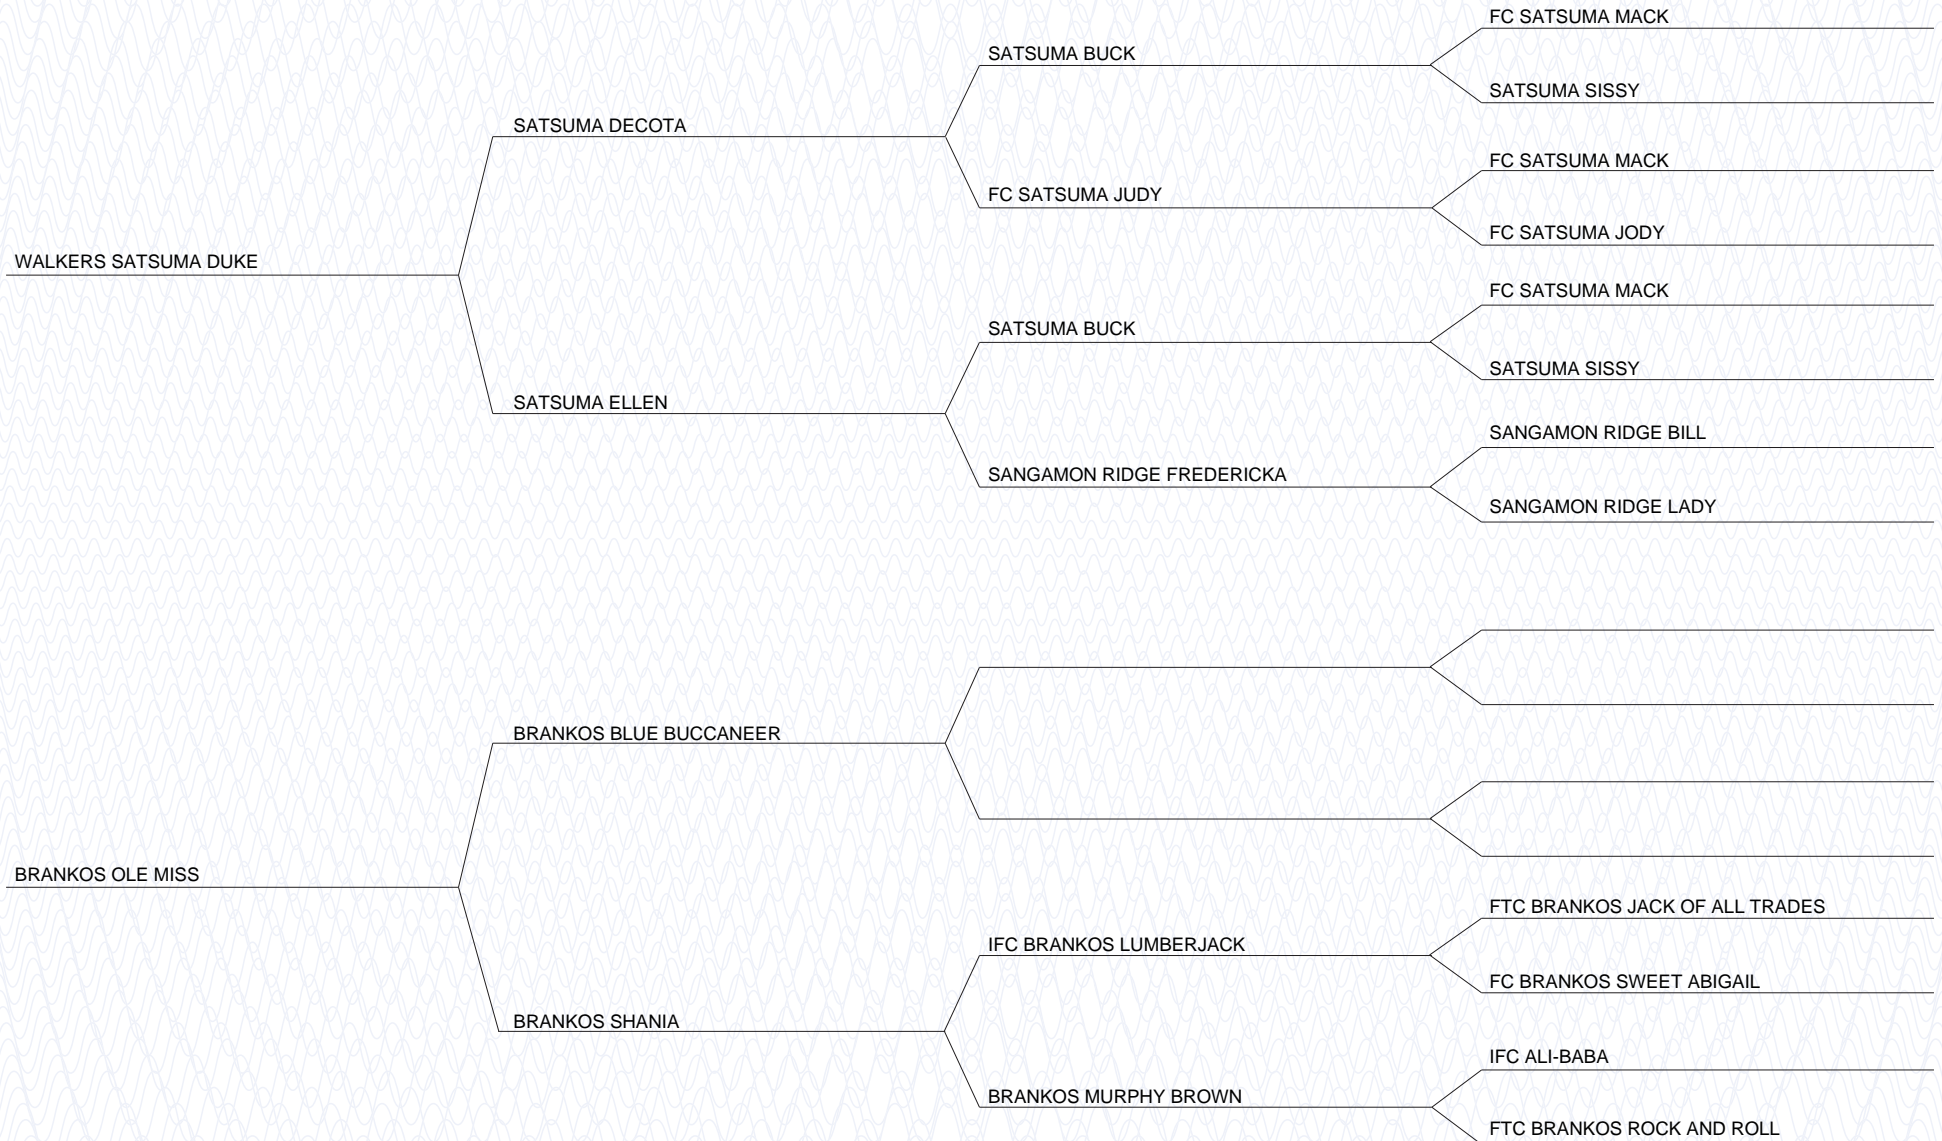 FC SATSUMA MACK
SATSUMA BUCK
SATSUMA SISSY
SATSUMA DECOTA
FC SATSUMA MACK
FC SATSUMA JUDY
FC SATSUMA JODY
WALKERS SATSUMA DUKE
FC SATSUMA MACK
SATSUMA BUCK
SATSUMA SISSY
SATSUMA ELLEN
SANGAMON RIDGE BILL
SANGAMON RIDGE FREDERICKA
SANGAMON RIDGE LADY
BRANKOS BLUE BUCCANEER
BRANKOS OLE MISS
FTC BRANKOS JACK OF ALL TRADES
IFC BRANKOS LUMBERJACK
FC BRANKOS SWEET ABIGAIL
BRANKOS SHANIA
IFC ALI-BABA
BRANKOS MURPHY BROWN
FTC BRANKOS ROCK AND ROLL